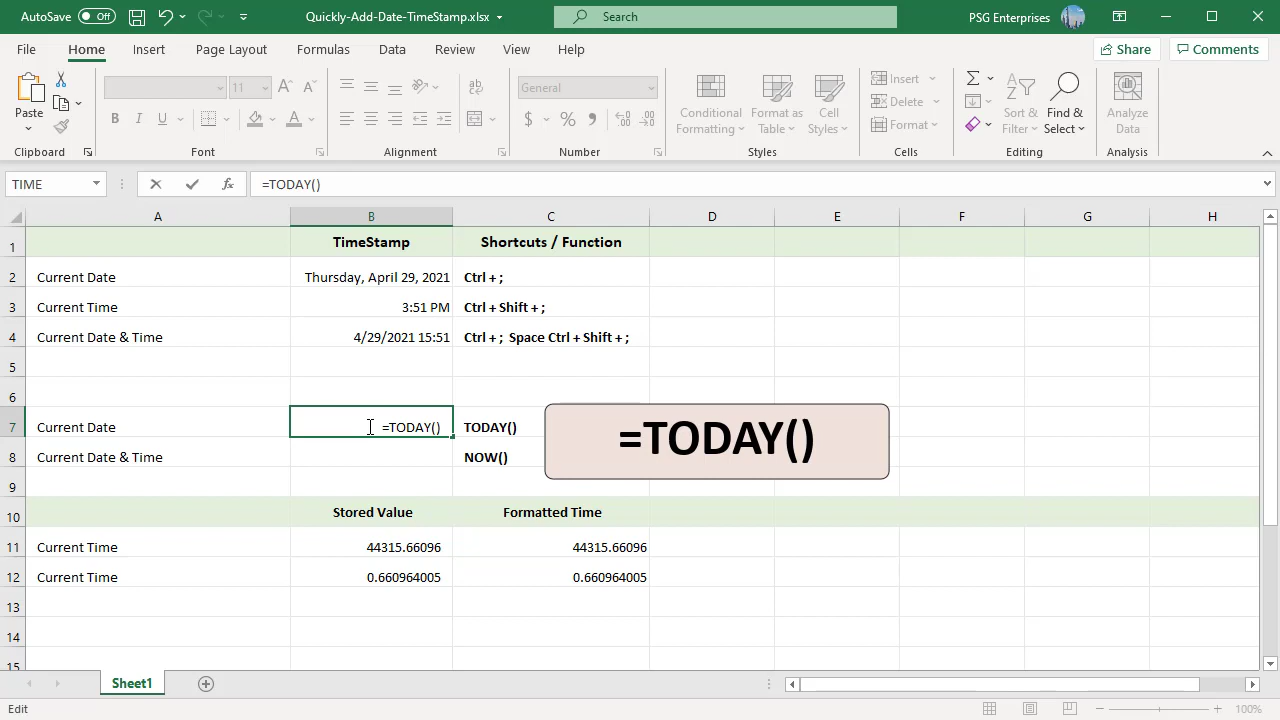 AutoSave Off Quickly-Add-Date-TimeStamp.xlsx Search PSG Enterprises
File Home Insert Page Layout Formulas Data Review View Help Share Comments
Paste
11
General
Conditional Formatting
Format as Table
Cell Styles
Insert
Delete
Format
Sort & Filter
Find & Select
Analyze Data
Clipboard Font Alignment Number Styles Cells Editing Analysis
TIME =TODAY()
A B C D E F G H
1 TimeStamp Shortcuts / Function
2 Current Date Thursday, April 29, 2021 Ctrl + ;
3 Current Time 3:51 PM Ctrl + Shift + ;
4 Current Date & Time 4/29/2021 15:51 Ctrl + ; Space Ctrl + Shift + ;
5
6
7 Current Date =TODAY() TODAY() =TODAY()
8 Current Date & Time NOW()
9
10 Stored Value Formatted Time
11 Current Time 44315.66096 44315.66096
12 Current Time 0.660964005 0.660964005
13
14
15
Sheet1
Edit 100%